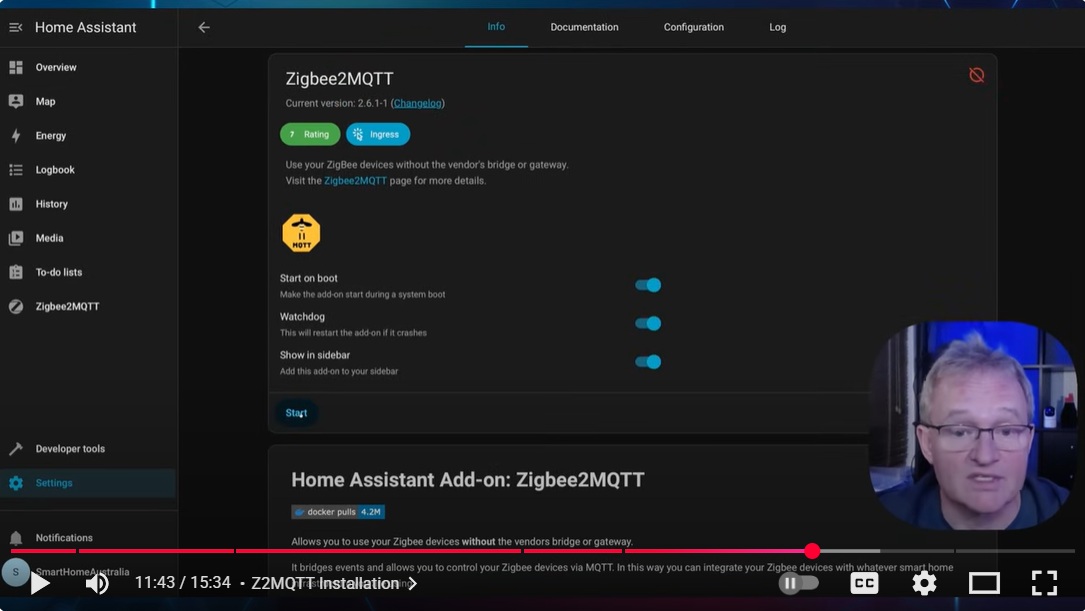 Home Assistant
Info
Documentation
Configuration
Log
Overview
Map
Energy
Logbook
History
Media
To-do lists
Zigbee2MQTT
Developer tools
Settings
Notifications
S
SmartHomeAustralia
Zigbee2MQTT
Current version: 2.6.1-1 (Changelog)
7 Rating
Ingress
Use your ZigBee devices without the vendor's bridge or gateway.
Visit the Zigbee2MQTT page for more details.
MQTT
Start on boot
Make the add-on start during a system boot
Watchdog
This will restart the add-on if it crashes
Show in sidebar
Add this add-on to your sidebar
Start
Home Assistant Add-on: Zigbee2MQTT
docker pulls 4.2M
Allows you to use your Zigbee devices without the vendors bridge or gateway.
It bridges events and allows you to control your Zigbee devices via MQTT. In this way you can integrate your Zigbee devices with whatever smart home
11:43 / 15:34 · Z2MQTT Installation
CC